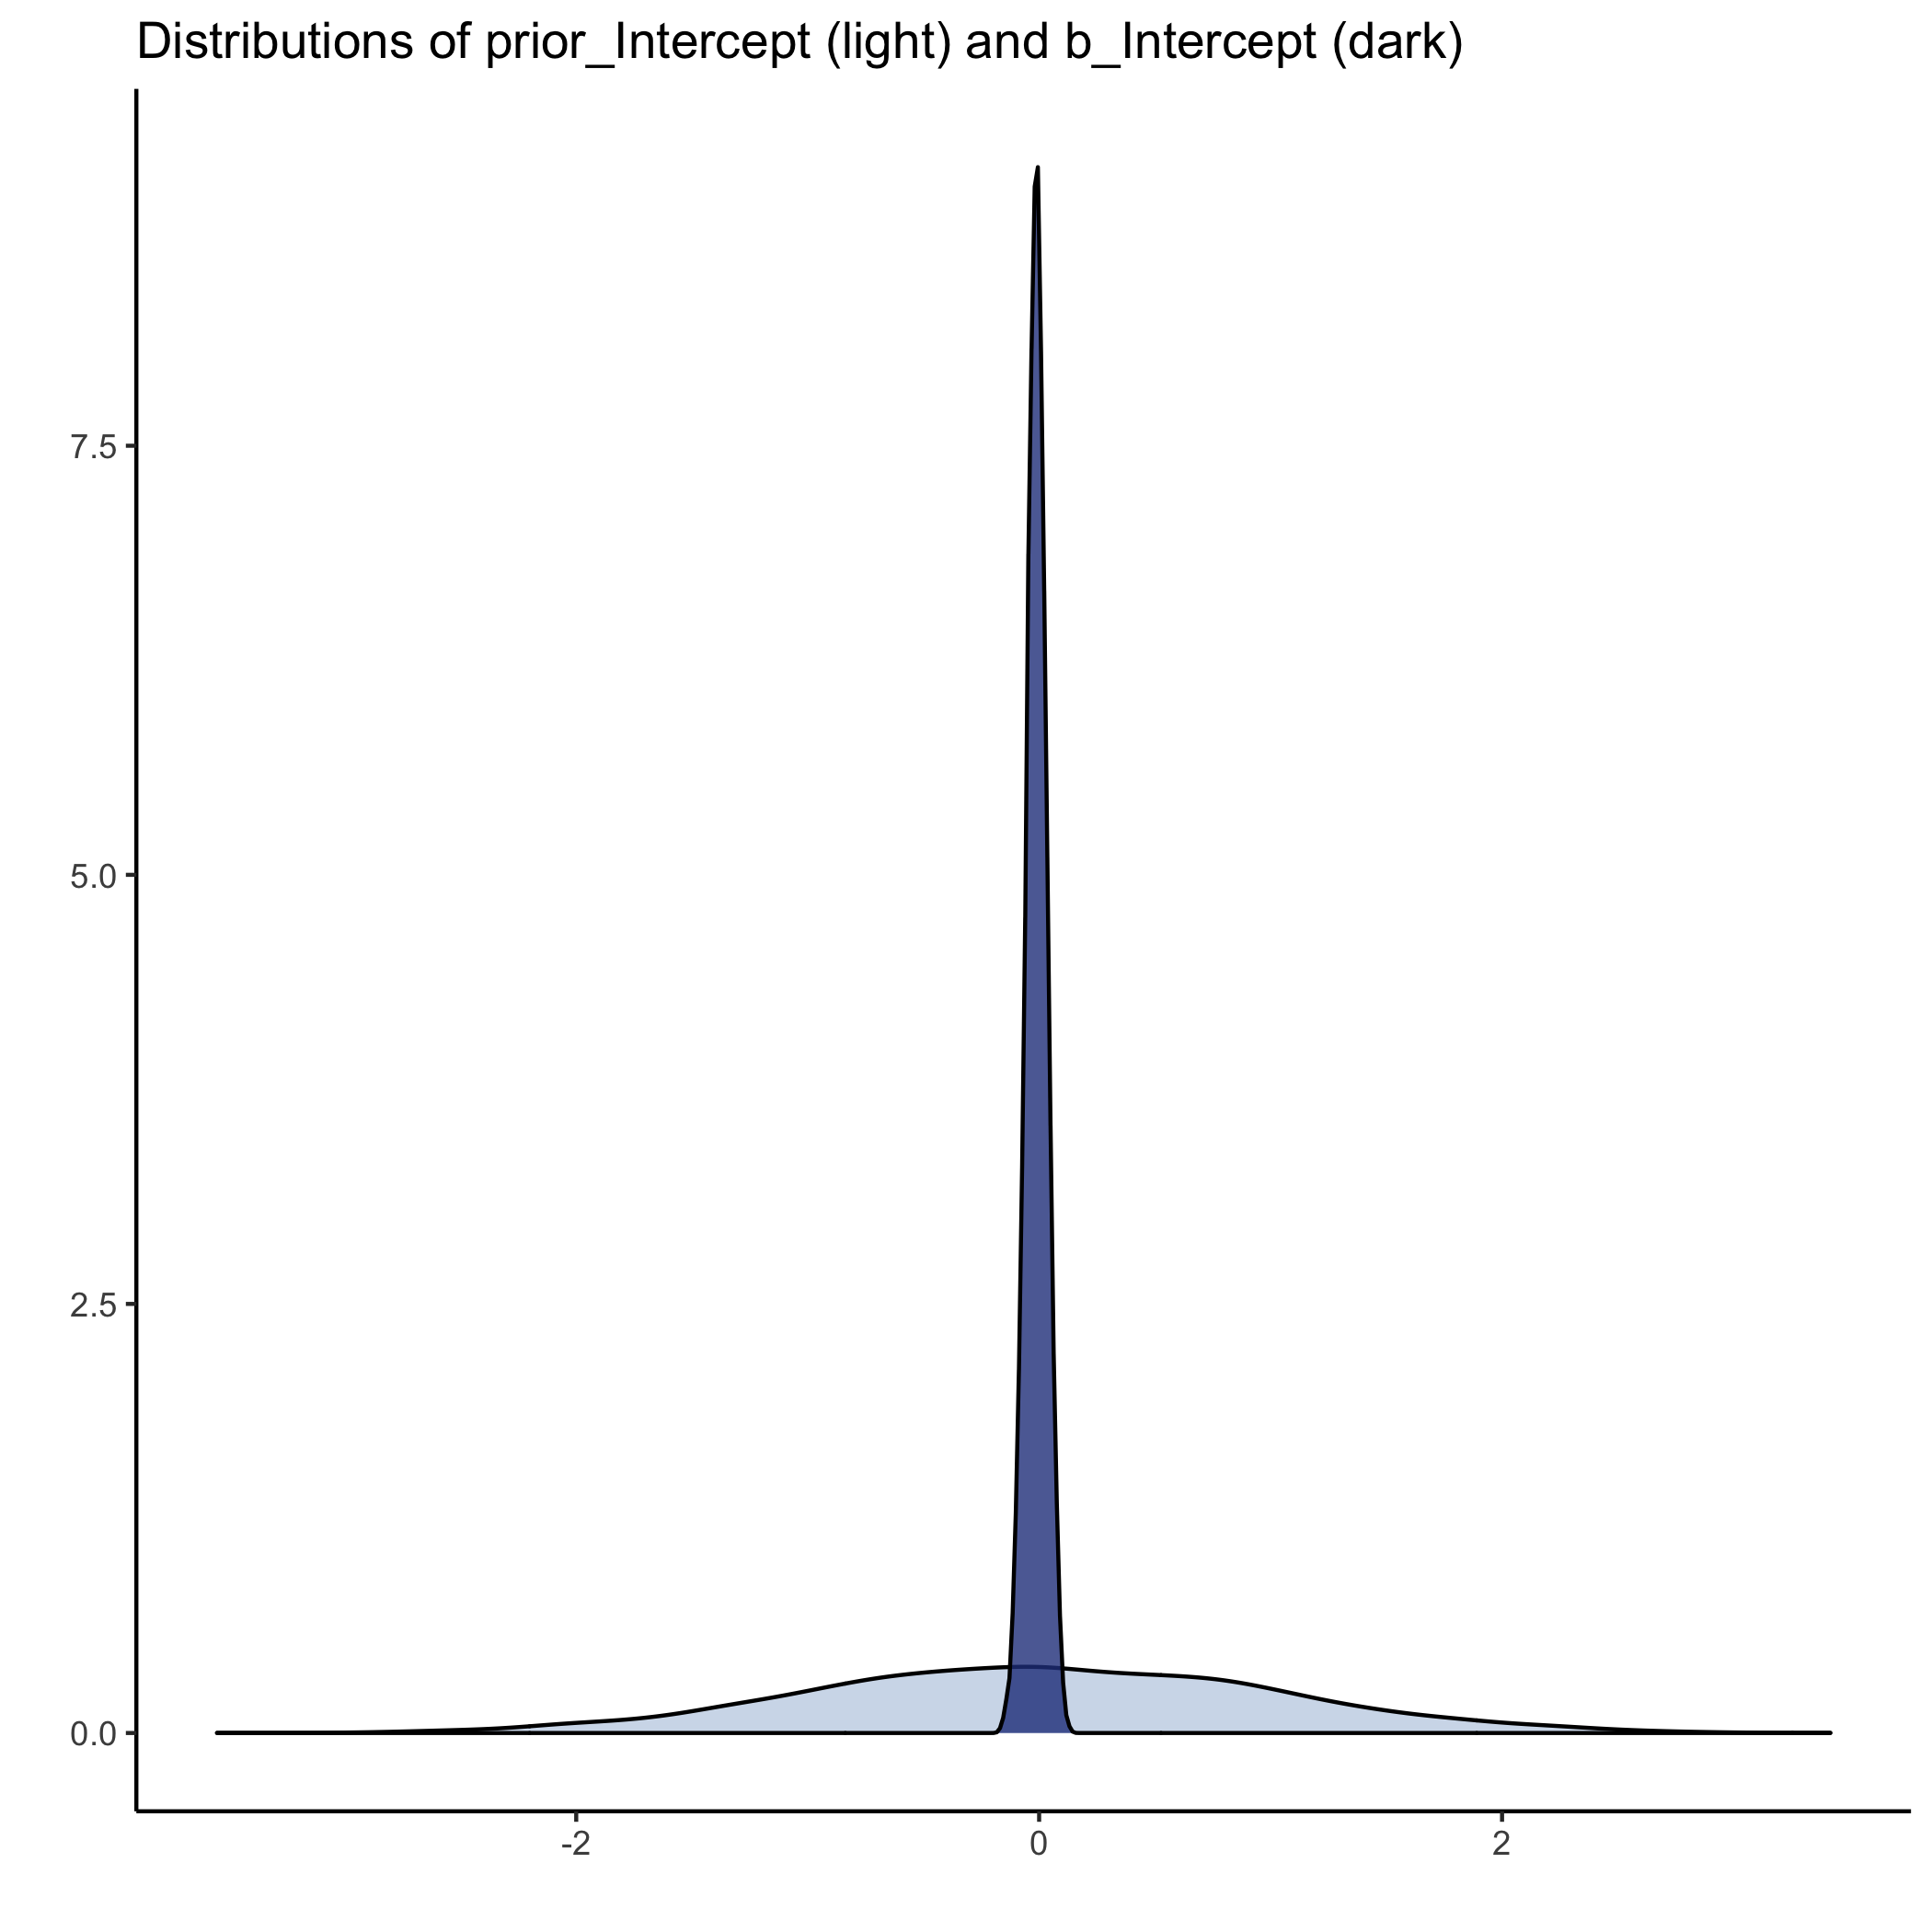 Distributions of prior_Intercept (light) and b_Intercept (dark)
7.5
5.0
2.5
0.0
-2 0 2